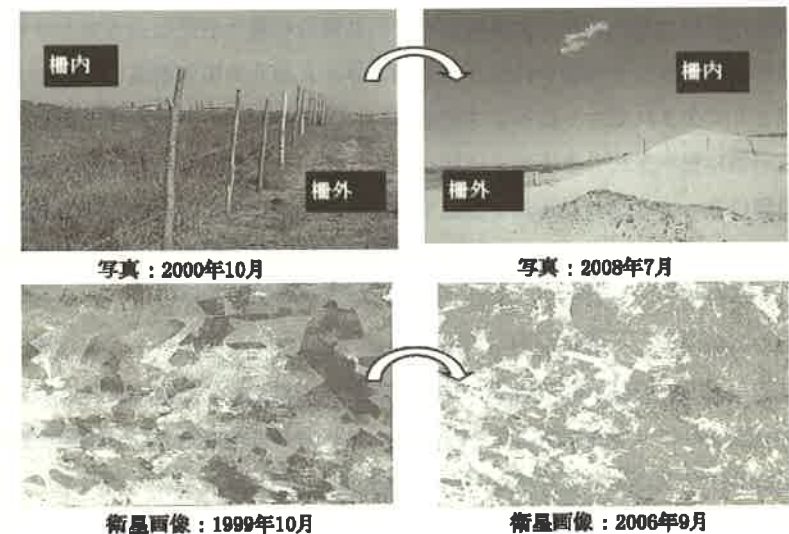 柵内
柵外
柵内
柵外
写真：2000年10月
写真：2008年7月
衛星画像：1999年10月
衛星画像：2006年9月